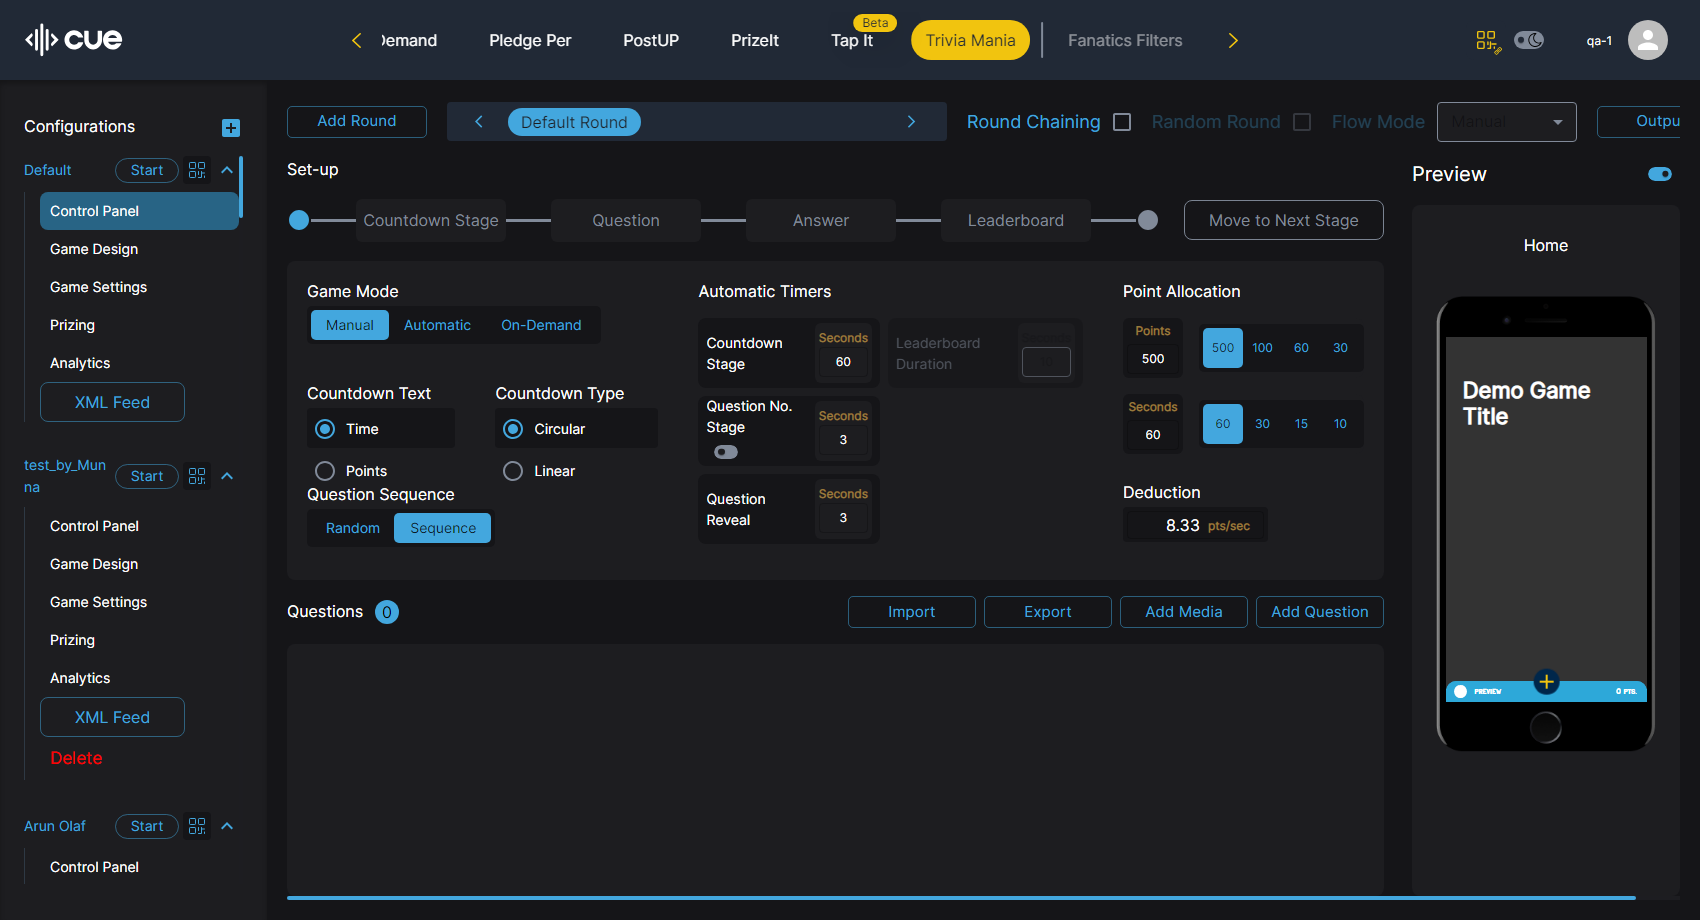 cue
Demand
Pledge Per
PostUP
PrizeIt
Tap It
Beta
Trivia Mania
Fanatics Filters
qa-1
Configurations
Default
Start
Control Panel
Game Design
Game Settings
Prizing
Analytics
XML Feed
test_by_Mun
na
Start
Control Panel
Game Design
Game Settings
Prizing
Analytics
XML Feed
Delete
Arun Olaf
Start
Control Panel
Add Round
Default Round
Round Chaining
Random Round
Flow Mode
Manual
Outpu
Set-up
Countdown Stage
Question
Answer
Leaderboard
Move to Next Stage
Game Mode
Manual
Automatic
On-Demand
Countdown Text
Time
Points
Countdown Type
Circular
Linear
Question Sequence
Random
Sequence
Automatic Timers
Countdown
Stage
Seconds
60
Leaderboard
Duration
Question No.
Stage
Seconds
3
Question
Reveal
Seconds
3
Point Allocation
Points
500
500
100
60
30
Seconds
60
60
30
15
10
Deduction
8.33 pts/sec
Questions 0
Import
Export
Add Media
Add Question
Preview
Home
Demo Game
Title
PREVIEW
0 PTS.